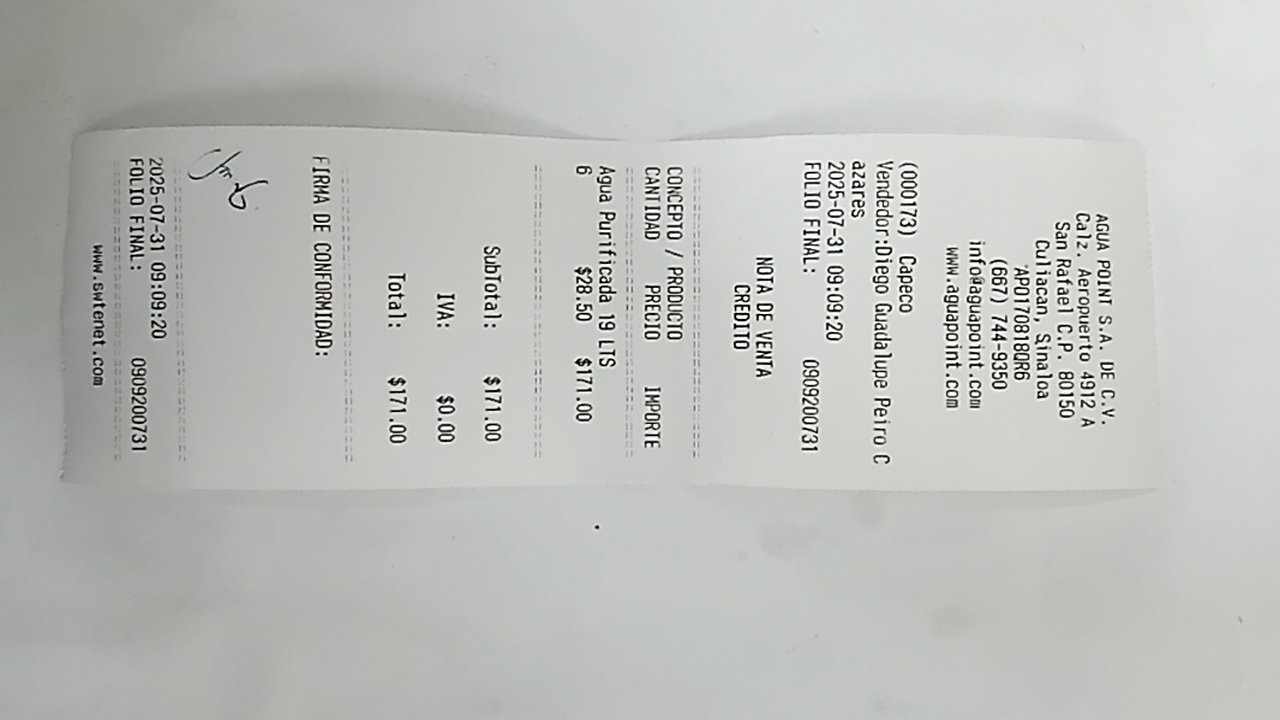 AGUA POINT S.A. DE C.V.
Calz. Aeropuerto 4912 A
San Rafael C.P. 80150
Culiacan, Sinaloa
APO170818QR6
(667) 744-9350
info@aguapoint.com
www.aguapoint.com
(000173) Capeco
Vendedor:Diego Guadalupe Peiro C
azares
2025-07-31 09:09:20
FOLIO FINAL: 0909200731
NOTA DE VENTA
CREDITO
CONCEPTO / PRODUCTO
CANTIDAD PRECIO IMPORTE
Agua Purificada 19 LTS
6 $28.50 $171.00
SubTotal: $171.00
IVA: $0.00
Total: $171.00
FIRMA DE CONFORMIDAD:
2025-07-31 09:09:20
FOLIO FINAL: 0909200731
www.swtenet.com